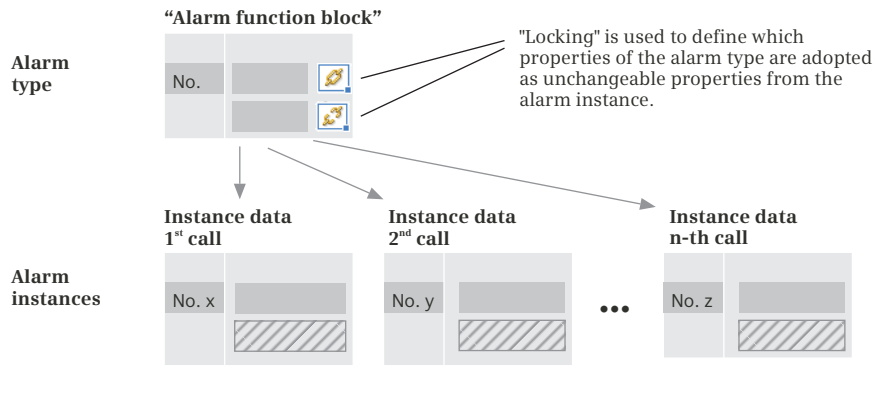 “Alarm function block”
Alarm
type
No.
"Locking" is used to define which
properties of the alarm type are adopted
as unchangeable properties from the
alarm instance.
Instance data
1st call
Instance data
2nd call
Instance data
n-th call
Alarm
instances
No. x
No. y
•••
No. z